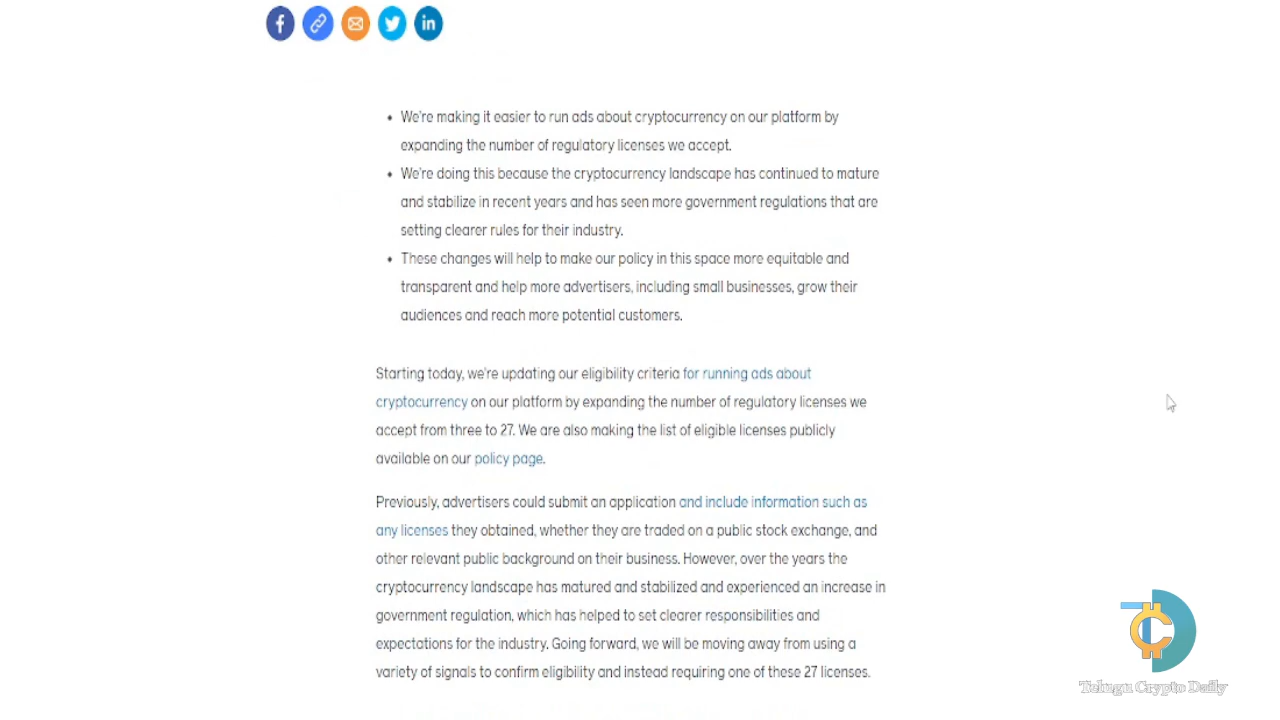 We're making it easier to run ads about cryptocurrency on our platform by
expanding the number of regulatory licenses we accept.
We're doing this because the cryptocurrency landscape has continued to mature
and stabilize in recent years and has seen more government regulations that are
setting clearer rules for their industry.
These changes will help to make our policy in this space more equitable and
transparent and help more advertisers, including small businesses, grow their
audiences and reach more potential customers.
Starting today, we're updating our eligibility criteria for running ads about
cryptocurrency on our platform by expanding the number of regulatory licenses we
accept from three to 27. We are also making the list of eligible licenses publicly
available on our policy page.
Previously, advertisers could submit an application and include information such as
any licenses they obtained, whether they are traded on a public stock exchange, and
other relevant public background on their business. However, over the years the
cryptocurrency landscape has matured and stabilized and experienced an increase in
government regulation, which has helped to set clearer responsibilities and
expectations for the industry. Going forward, we will be moving away from using a
variety of signals to confirm eligibility and instead requiring one of these 27 licenses.
Telugu Crypto Daily